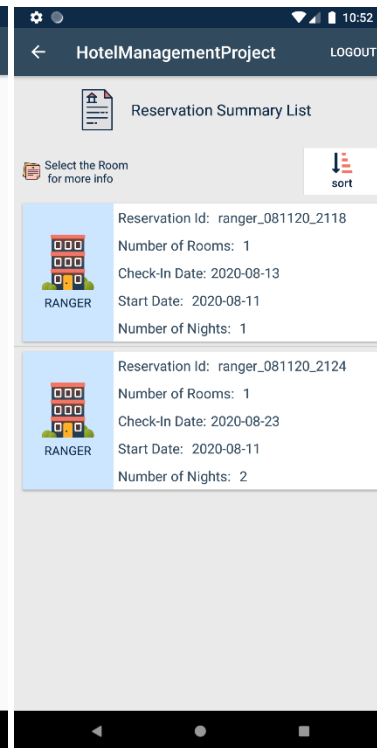 10:52
HotelManagementProject LOGOUT
Reservation Summary List
Select the Room
for more info
sort
Reservation Id: ranger_081120_2118
Number of Rooms: 1
Check-In Date: 2020-08-13
RANGER
Start Date: 2020-08-11
Number of Nights: 1
Reservation Id: ranger_081120_2124
Number of Rooms: 1
Check-In Date: 2020-08-23
RANGER
Start Date: 2020-08-11
Number of Nights: 2